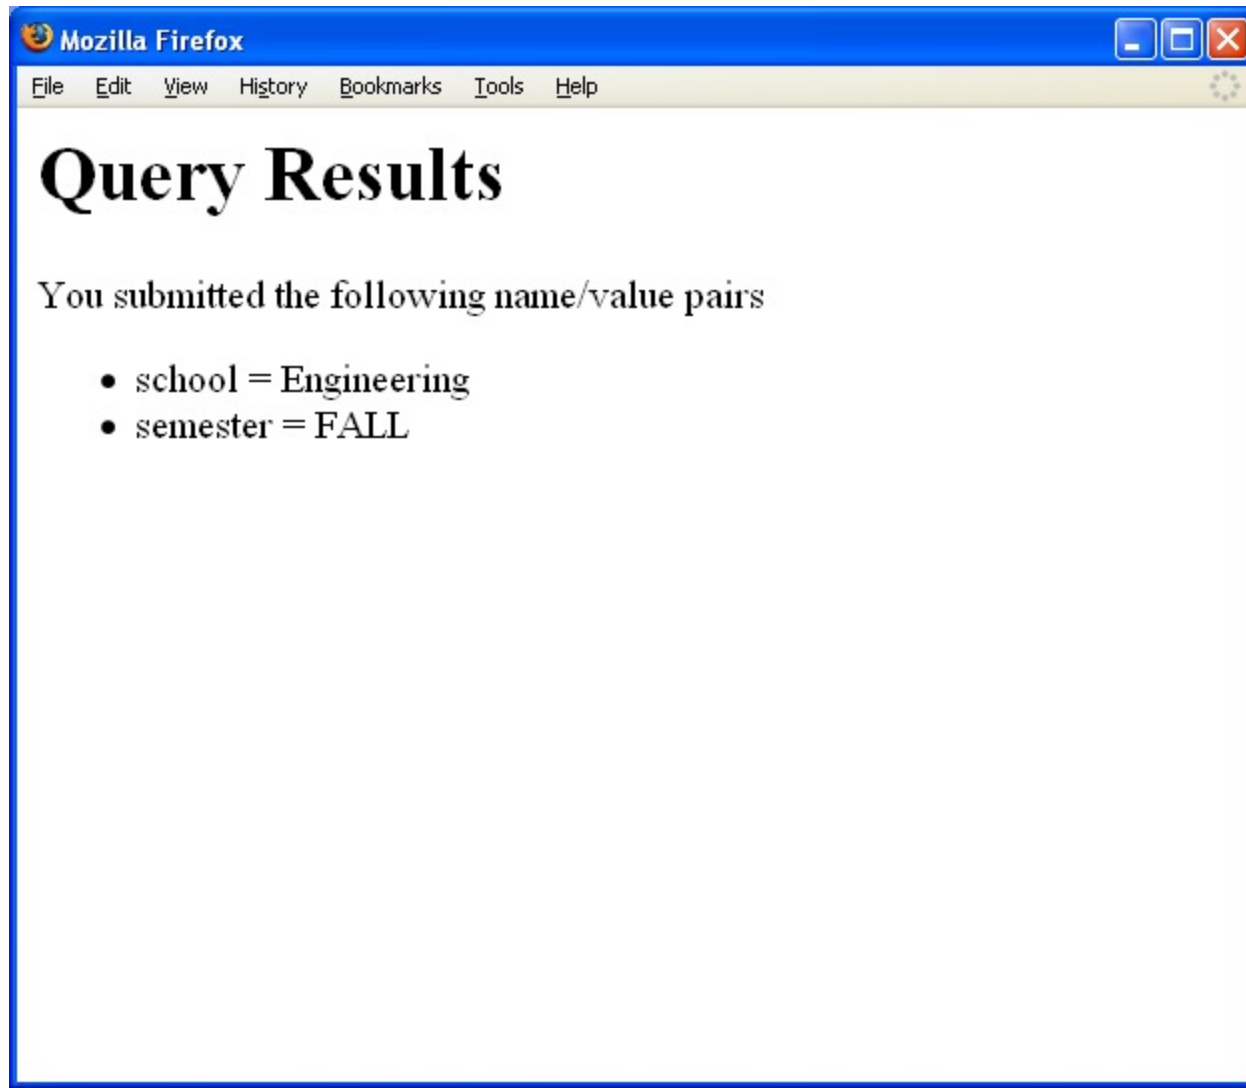 Mozilla Firefox
File Edit View History Bookmarks Tools Help
Query Results
You submitted the following name/value pairs
• school = Engineering
• semester = FALL